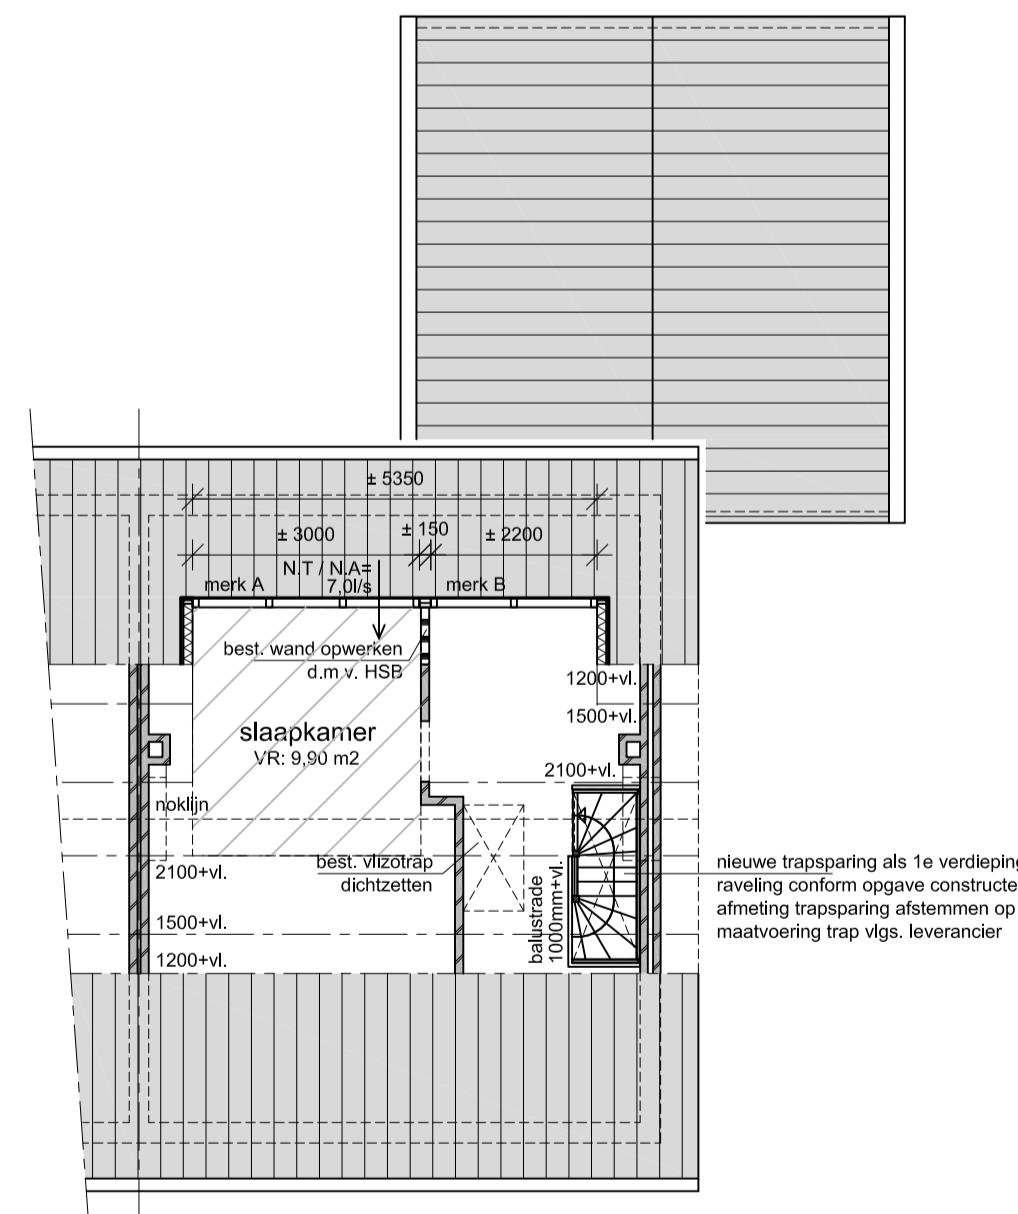 ± 5350
± 3000
± 150
± 2200
N.T / N.A=
7,0l/s
merk A
merk B
best. wand opwerken
d.m v. HSB
1200+vl.
1500+vl.
slaapkamer
VR: 9,90 m2
2100+vl.
noklijn
best. vlizotrap
dichtzetten
2100+vl.
1500+vl.
1200+vl.
balustrade
1000mm+vl.
nieuwe trapsparing als 1e verdieping
raveling conform opgave constructe
afmeting trapsparing afstemmen op
maatvoering trap vlgs. leverancier